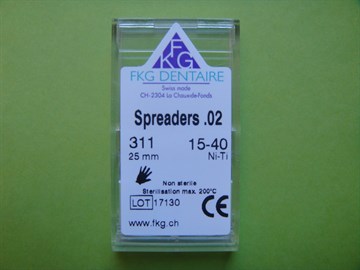 FKG
FKG DENTAIRE
Swiss made
CH-2304 La Chaux-de-Fonds
Spreaders .02
311 15-40
25 mm Ni-Ti
Non sterile
Sterilisation max. 200°C
LOT 17130 CE
www.fkg.ch